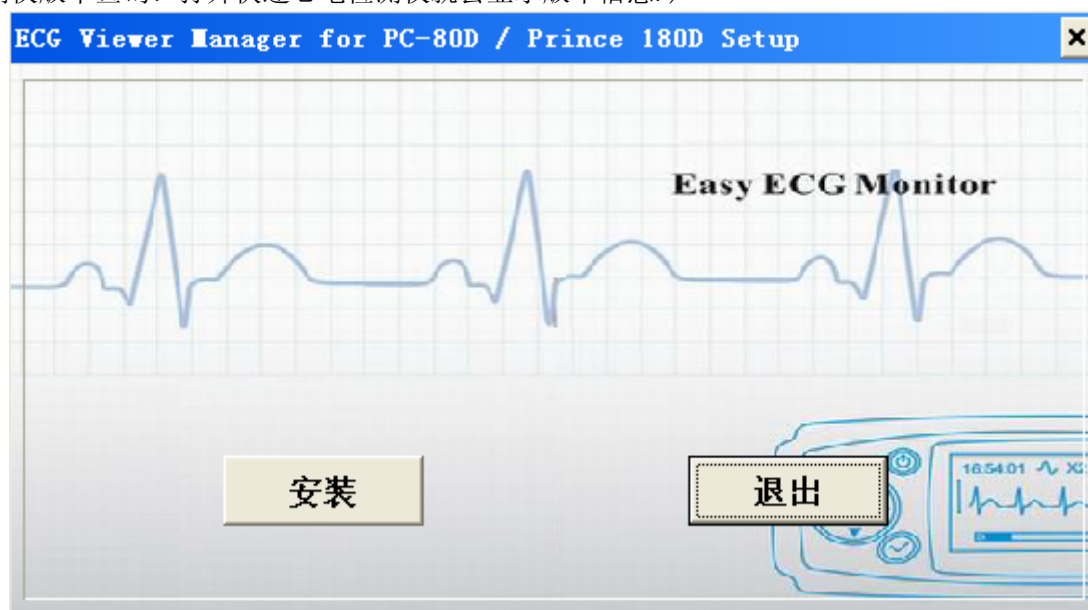 ECG Viewer Manager for PC-80D / Prince 180D Setup
Easy ECG Monitor
16:54:01
安装
退出